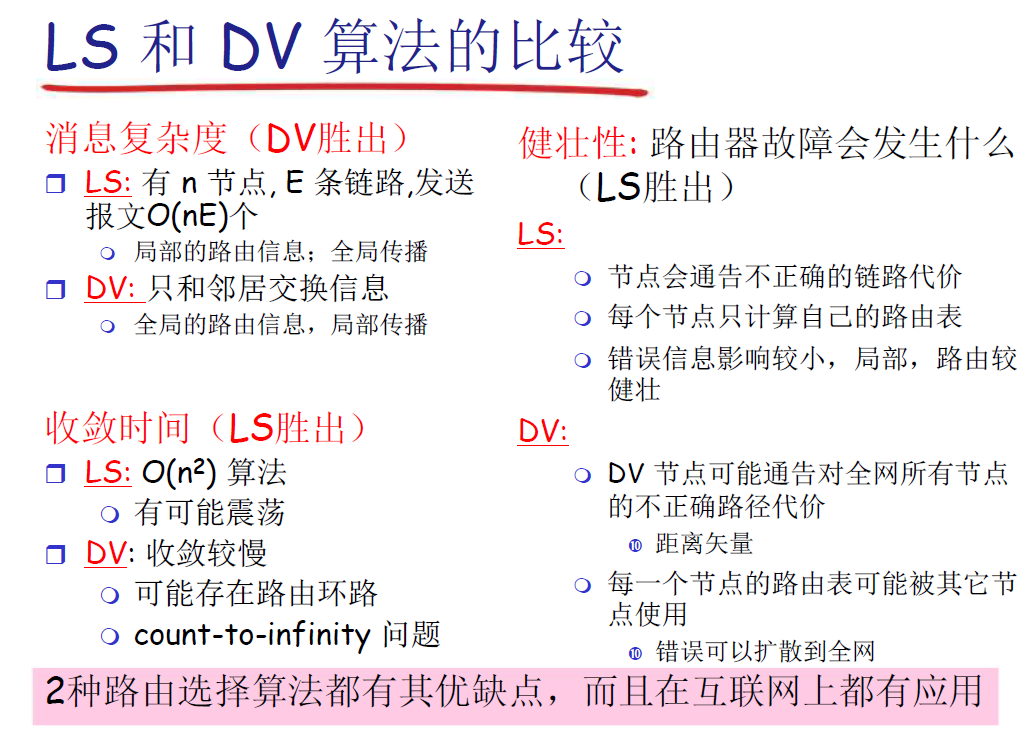 LS 和 DV 算法的比较
消息复杂度（DV胜出）
LS: 有 n 节点, E 条链路,发送
报文O(nE)个
局部的路由信息；全局传播
DV: 只和邻居交换信息
全局的路由信息，局部传播
收敛时间（LS胜出）
LS: O(n²) 算法
有可能震荡
DV: 收敛较慢
可能存在路由环路
count-to-infinity 问题
健壮性: 路由器故障会发生什么
（LS胜出）
LS:
节点会通告不正确的链路代价
每个节点只计算自己的路由表
错误信息影响较小，局部，路由较
健壮
DV:
DV 节点可能通告对全网所有节点
的不正确路径代价
❿ 距离矢量
每一个节点的路由表可能被其它节
点使用
❿ 错误可以扩散到全网
2种路由选择算法都有其优缺点，而且在互联网上都有应用